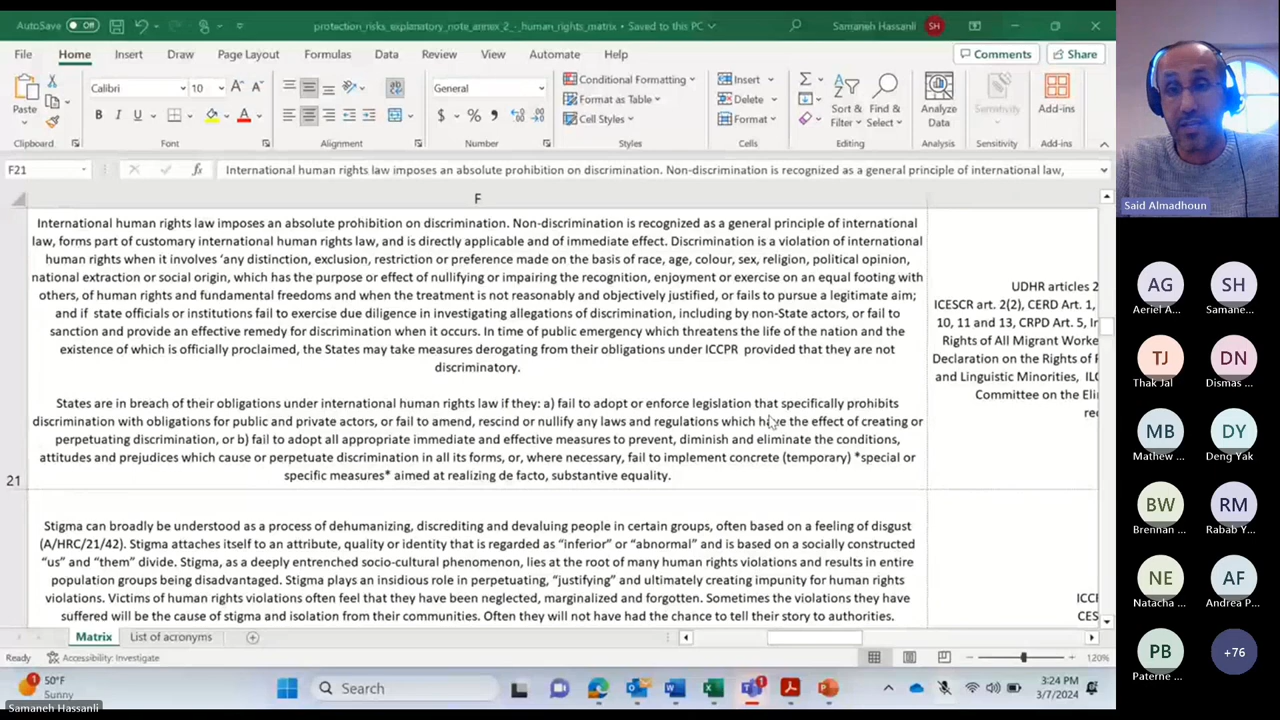 AutoSave Off protection_risks_explanatory_note_annex_2_-_human_rights_matrix • Saved to this PC Samaneh Hassanli SH
File Home Insert Draw Page Layout Formulas Data Review View Automate Help Comments Share
Paste Calibri 10 General Conditional Formatting Format as Table Cell Styles Insert Delete Format Sort & Filter Find & Select Analyze Data Sensitivity Add-ins
Clipboard Font Alignment Number Styles Cells Editing Analysis Sensitivity Add-ins
F21 International human rights law imposes an absolute prohibition on discrimination. Non-discrimination is recognized as a general principle of international law,
F
International human rights law imposes an absolute prohibition on discrimination. Non-discrimination is recognized as a general principle of international
law, forms part of customary international human rights law, and is directly applicable and of immediate effect. Discrimination is a violation of international
human rights when it involves ‘any distinction, exclusion, restriction or preference made on the basis of race, age, colour, sex, religion, political opinion,
national extraction or social origin, which has the purpose or effect of nullifying or impairing the recognition, enjoyment or exercise on an equal footing with
others, of human rights and fundamental freedoms and when the treatment is not reasonably and objectively justified, or fails to pursue a legitimate aim;
and if state officials or institutions fail to exercise due diligence in investigating allegations of discrimination, including by non-State actors, or fail to
sanction and provide an effective remedy for discrimination when it occurs. In time of public emergency which threatens the life of the nation and the
existence of which is officially proclaimed, the States may take measures derogating from their obligations under ICCPR provided that they are not
discriminatory.
States are in breach of their obligations under international human rights law if they: a) fail to adopt or enforce legislation that specifically prohibits
discrimination with obligations for public and private actors, or fail to amend, rescind or nullify any laws and regulations which have the effect of creating or
perpetuating discrimination, or b) fail to adopt all appropriate immediate and effective measures to prevent, diminish and eliminate the conditions,
attitudes and prejudices which cause or perpetuate discrimination in all its forms, or, where necessary, fail to implement concrete (temporary) *special or
specific measures* aimed at realizing de facto, substantive equality.
21
UDHR articles 2
ICESCR art. 2(2), CERD Art. 1,
10, 11 and 13, CRPD Art. 5, In
Rights of All Migrant Worke
Declaration on the Rights of
and Linguistic Minorities, ILO
Committee on the Elin
rec
Stigma can broadly be understood as a process of dehumanizing, discrediting and devaluing people in certain groups, often based on a feeling of disgust
(A/HRC/21/42). Stigma attaches itself to an attribute, quality or identity that is regarded as “inferior” or “abnormal” and is based on a socially constructed
“us” and “them” divide. Stigma, as a deeply entrenched socio-cultural phenomenon, lies at the root of many human rights violations and results in entire
population groups being disadvantaged. Stigma plays an insidious role in perpetuating, “justifying” and ultimately creating impunity for human rights
violations. Victims of human rights violations often feel that they have been neglected, marginalized and forgotten. Sometimes the violations they have
suffered will be the cause of stigma and isolation from their communities. Often they will not have had the chance to tell their story to authorities.
ICCP
CES
Matrix List of acronyms
Ready Accessibility: Investigate 120%
1 50°F Sunny Search 3:24 PM 3/7/2024
Samaneh Hassanli
Said Almadhoun
AG SH
Aeriel A... Samane...
TJ DN
Thak Jal Dismas ...
MB DY
Mathew ... Deng Yak
BW RM
Brennan ... Rabab Y...
NE AF
Natacha ... Andrea P...
PB +76
Paterne ...